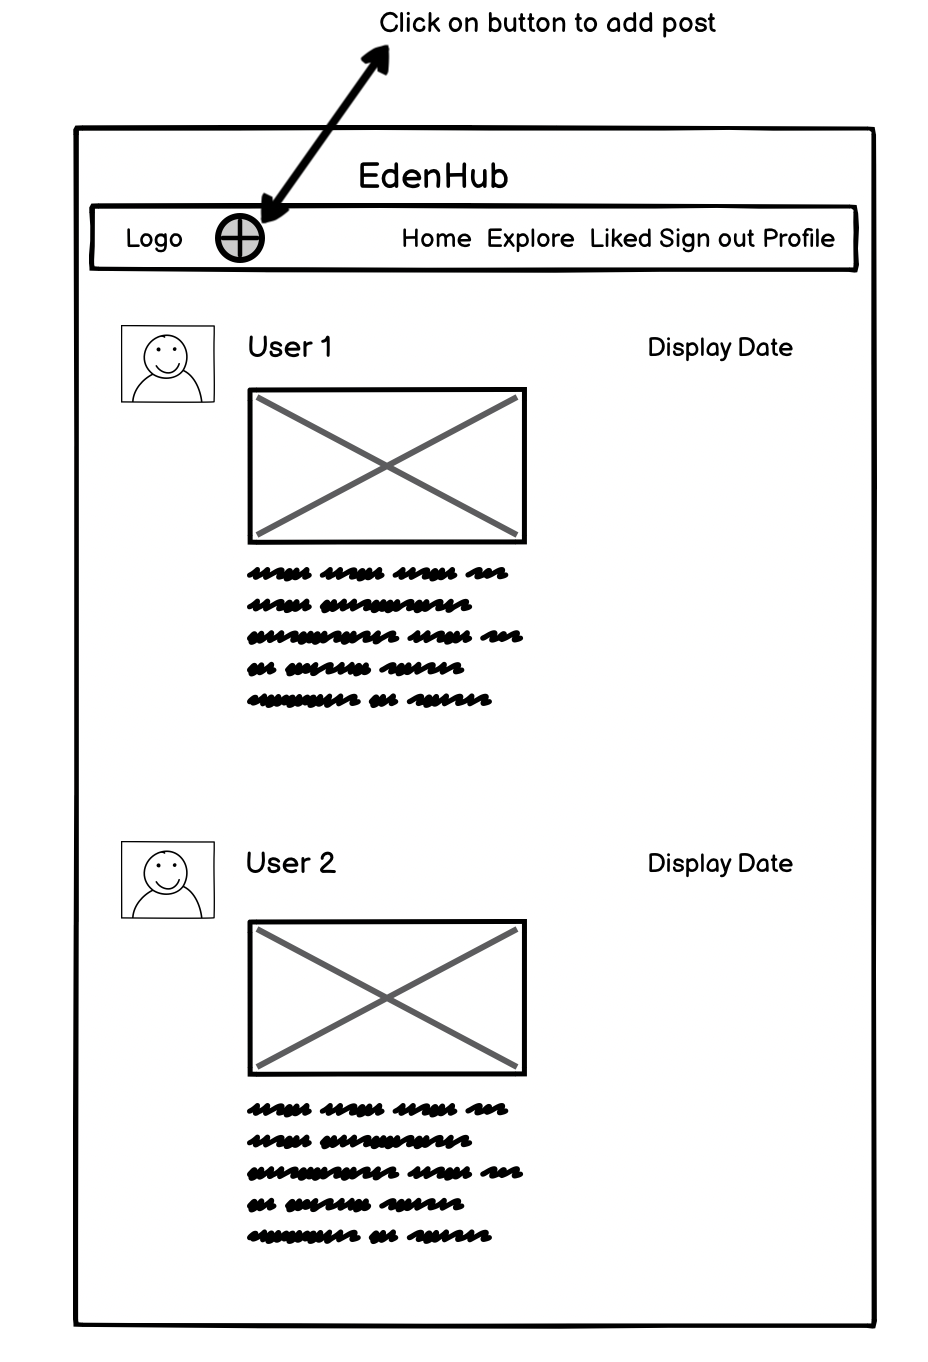 Click on button to add post
EdenHub
Logo Home Explore Liked Sign out Profile
User 1 Display Date
User 2 Display Date